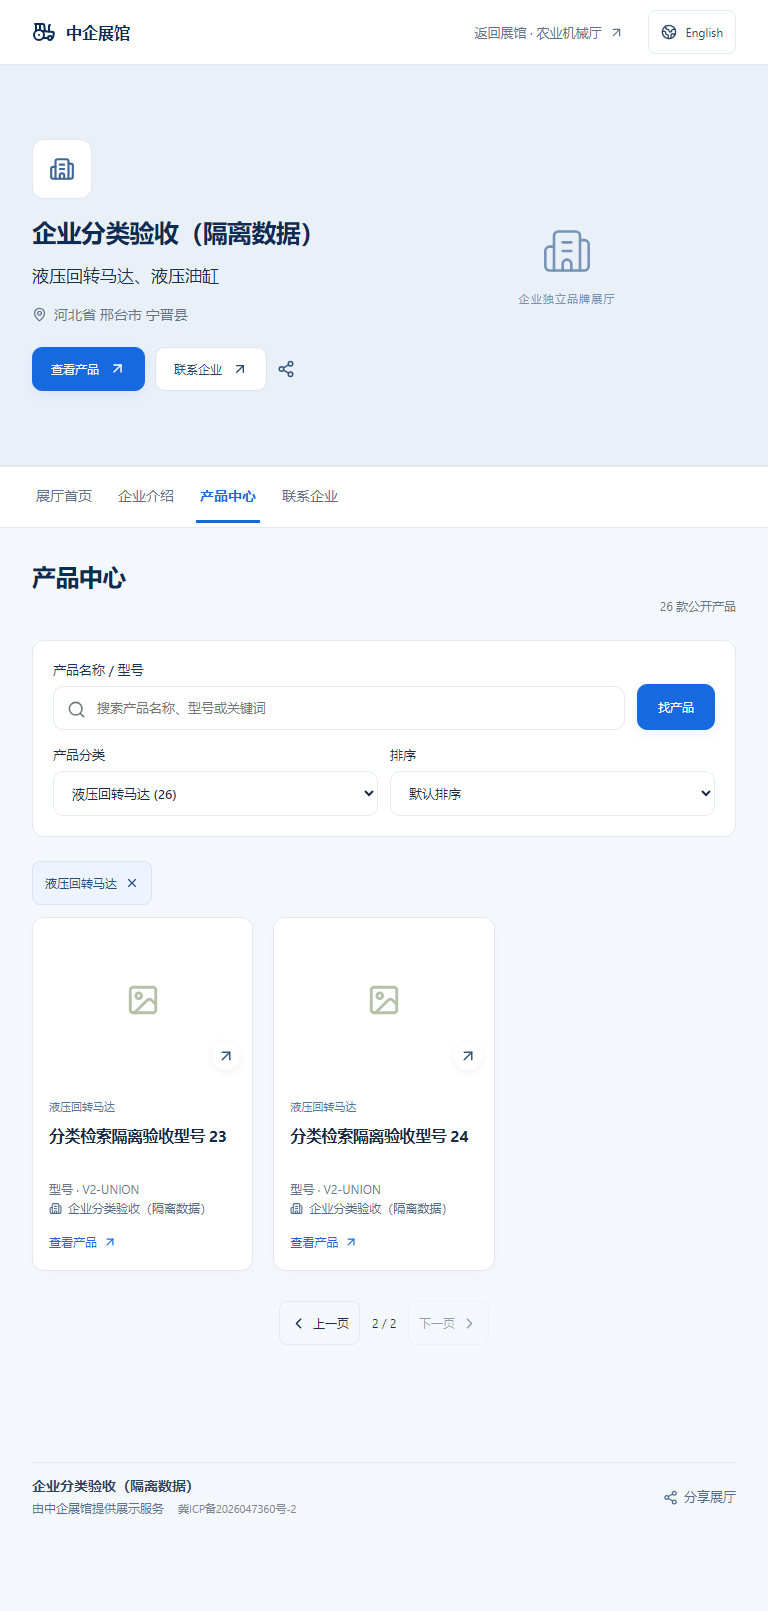 中企展馆
返回展馆 · 农业机械厅
English
企业分类验收（隔离数据）
液压回转马达、液压油缸
河北省 邢台市 宁晋县
企业独立品牌展厅
查看产品
联系企业
展厅首页 企业介绍 产品中心 联系企业
产品中心
26 款公开产品
产品名称 / 型号
搜索产品名称、型号或关键词
找产品
产品分类 排序
液压回转马达 (26) 默认排序
液压回转马达
液压回转马达
分类检索隔离验收型号 23
型号 · V2-UNION
企业分类验收（隔离数据）
查看产品
液压回转马达
分类检索隔离验收型号 24
型号 · V2-UNION
企业分类验收（隔离数据）
查看产品
上一页 2 / 2 下一页
企业分类验收（隔离数据）
由中企展馆提供展示服务 冀ICP备2026047360号-2
分享展厅